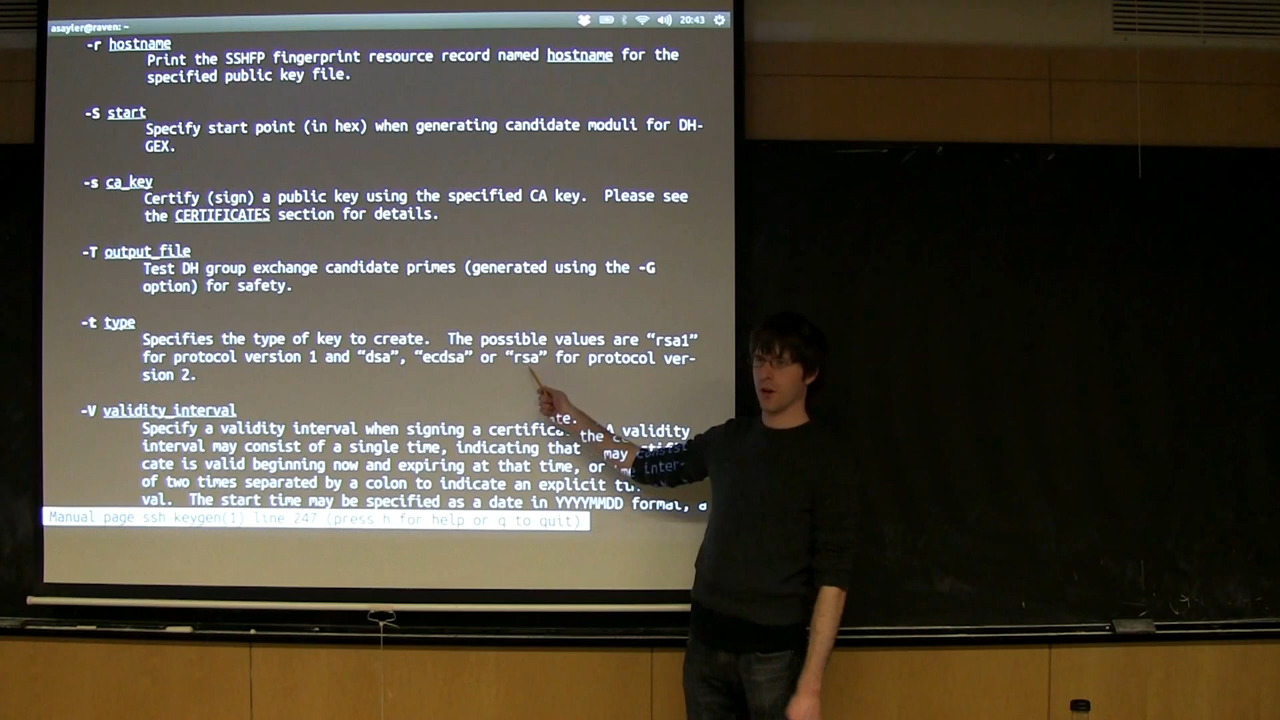 asayler@raven: ~
20:43
-r hostname
Print the SSHFP fingerprint resource record named hostname for the
specified public key file.
-S start
Specify start point (in hex) when generating candidate moduli for DH-
GEX.
-s ca_key
Certify (sign) a public key using the specified CA key. Please see
the CERTIFICATES section for details.
-T output_file
Test DH group exchange candidate primes (generated using the -G
option) for safety.
-t type
Specifies the type of key to create. The possible values are “rsa1”
for protocol version 1 and “dsa”, “ecdsa” or “rsa” for protocol ver-
sion 2.
-V validity_interval
Specify a validity interval when signing a certificate. A validity
interval may consist of a single time, indicating that the
cate is valid beginning now and expiring at that time, or may consist
of two times separated by a colon to indicate an explicit time inter-
val. The start time may be specified as a date in YYYYMMDD format, a
Manual page ssh-keygen(1) line 247 (press h for help or q to quit)